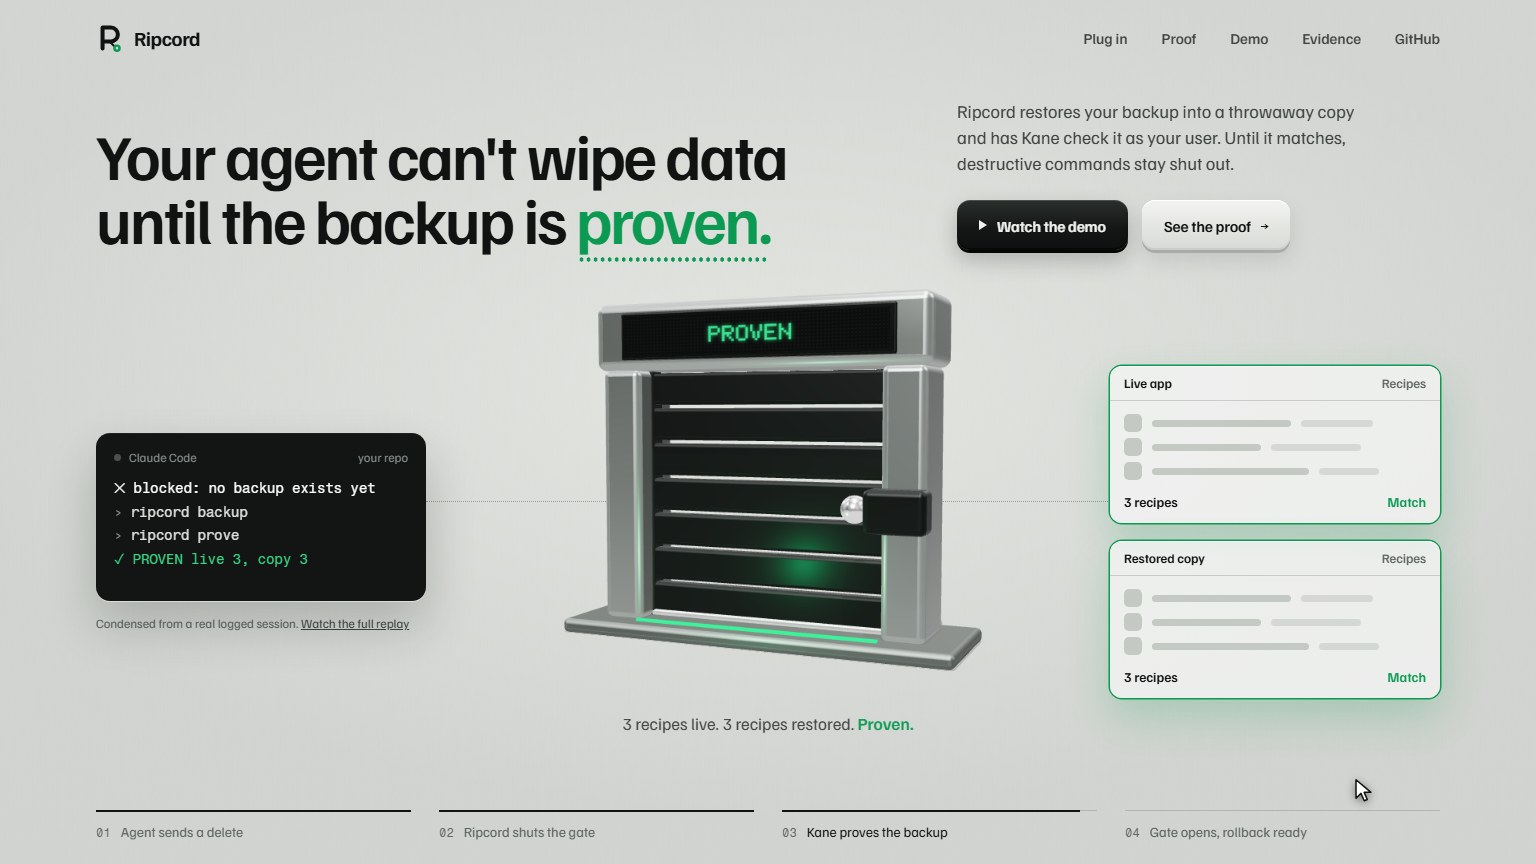 Ripcord
Plug in
Proof
Demo
Evidence
GitHub
Your agent can't wipe data
until the backup is proven.
Ripcord restores your backup into a throwaway copy
and has Kane check it as your user. Until it matches,
destructive commands stay shut out.
Watch the demo
See the proof →
PROVEN
Claude Code your repo
✕ blocked: no backup exists yet
› ripcord backup
› ripcord prove
✓ PROVEN live 3, copy 3
Condensed from a real logged session. Watch the full replay
Live app Recipes
3 recipes Match
Restored copy Recipes
3 recipes Match
3 recipes live. 3 recipes restored. Proven.
01 Agent sends a delete
02 Ripcord shuts the gate
03 Kane proves the backup
04 Gate opens, rollback ready